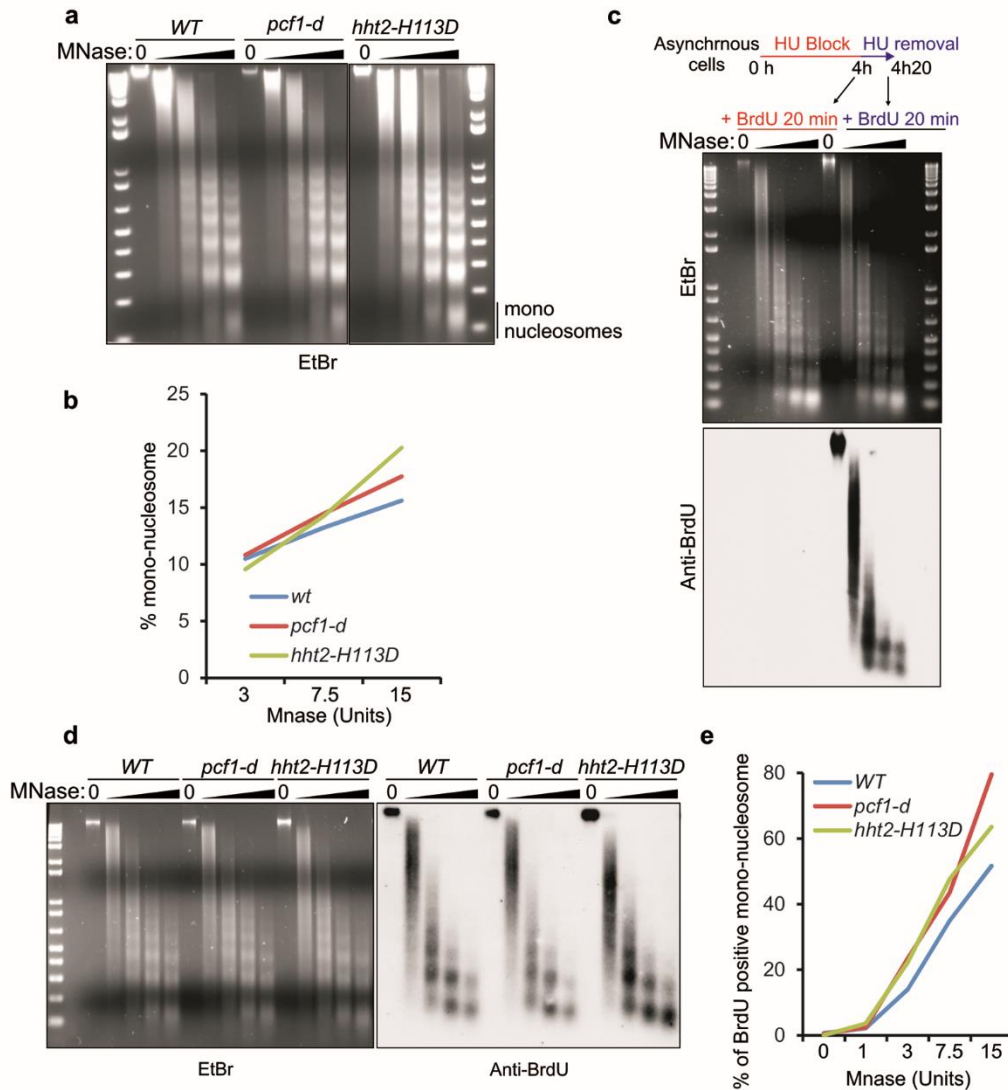 a
WT pcf1-d hht2-H113D
MNase: 0 0 0
mono
nucleosomes
EtBr
b
% mono-nucleosome
25
20
15
10
5
0
wt
pcf1-d
hht2-H113D
3 7.5 15
Mnase (Units)
c
Asynchrnous
cells
HU Block HU removal
0 h 4h 4h20
+ BrdU 20 min + BrdU 20 min
MNase: 0 0
EtBr
Anti-BrdU
d
WT pcf1-d hht2-H113D WT pcf1-d hht2-H113D
MNase: 0 0 0 0 0 0
EtBr Anti-BrdU
e
% of BrdU positive mono-nucleosome
80
60
40
20
0
WT
pcf1-d
hht2-H113D
0 1 3 7.5 15
Mnase (Units)